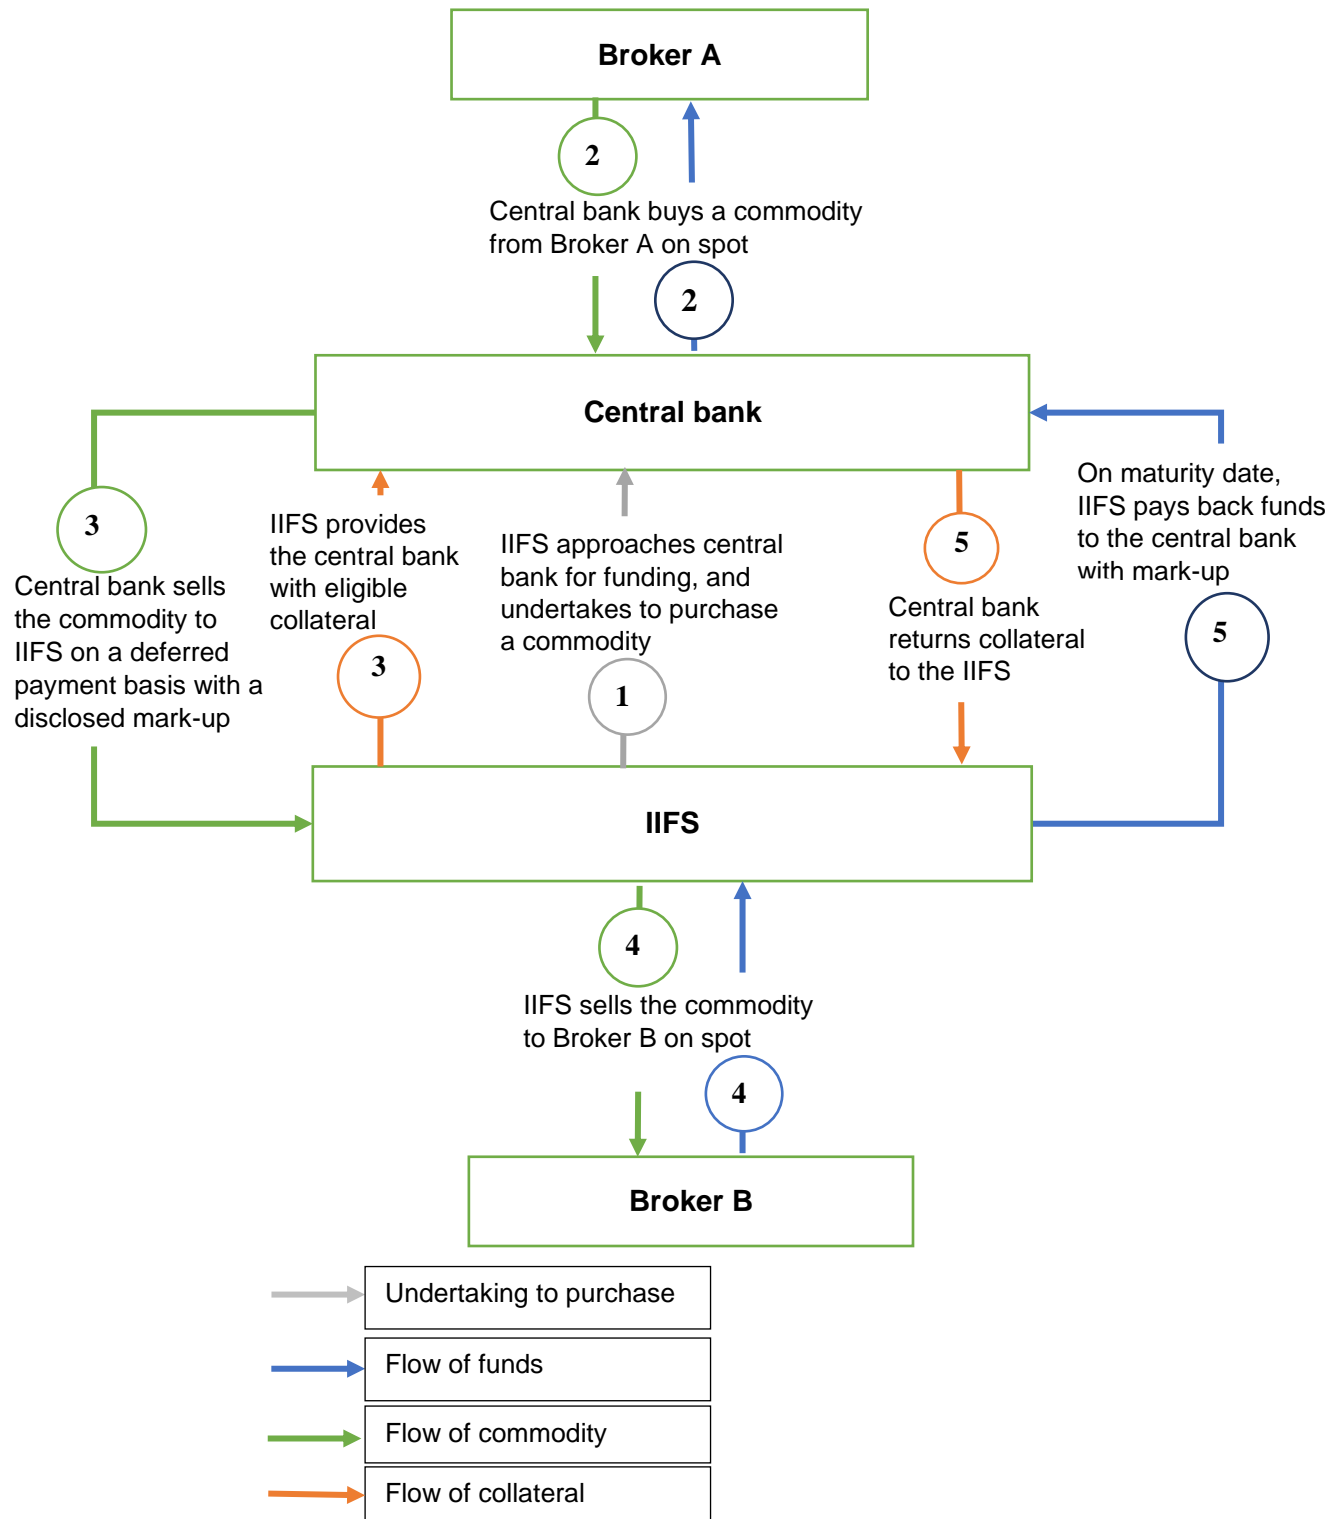 Broker A
2
Central bank buys a commodity
from Broker A on spot
2
Central bank
3
Central bank sells
the commodity to
IIFS on a deferred
payment basis with a
disclosed mark-up
IIFS provides
the central bank
with eligible
collateral
3
IIFS approaches central
bank for funding, and
undertakes to purchase
a commodity
1
5
Central bank
returns collateral
to the IIFS
On maturity date,
IIFS pays back funds
to the central bank
with mark-up
5
IIFS
4
IIFS sells the commodity
to Broker B on spot
4
Broker B
Undertaking to purchase
Flow of funds
Flow of commodity
Flow of collateral